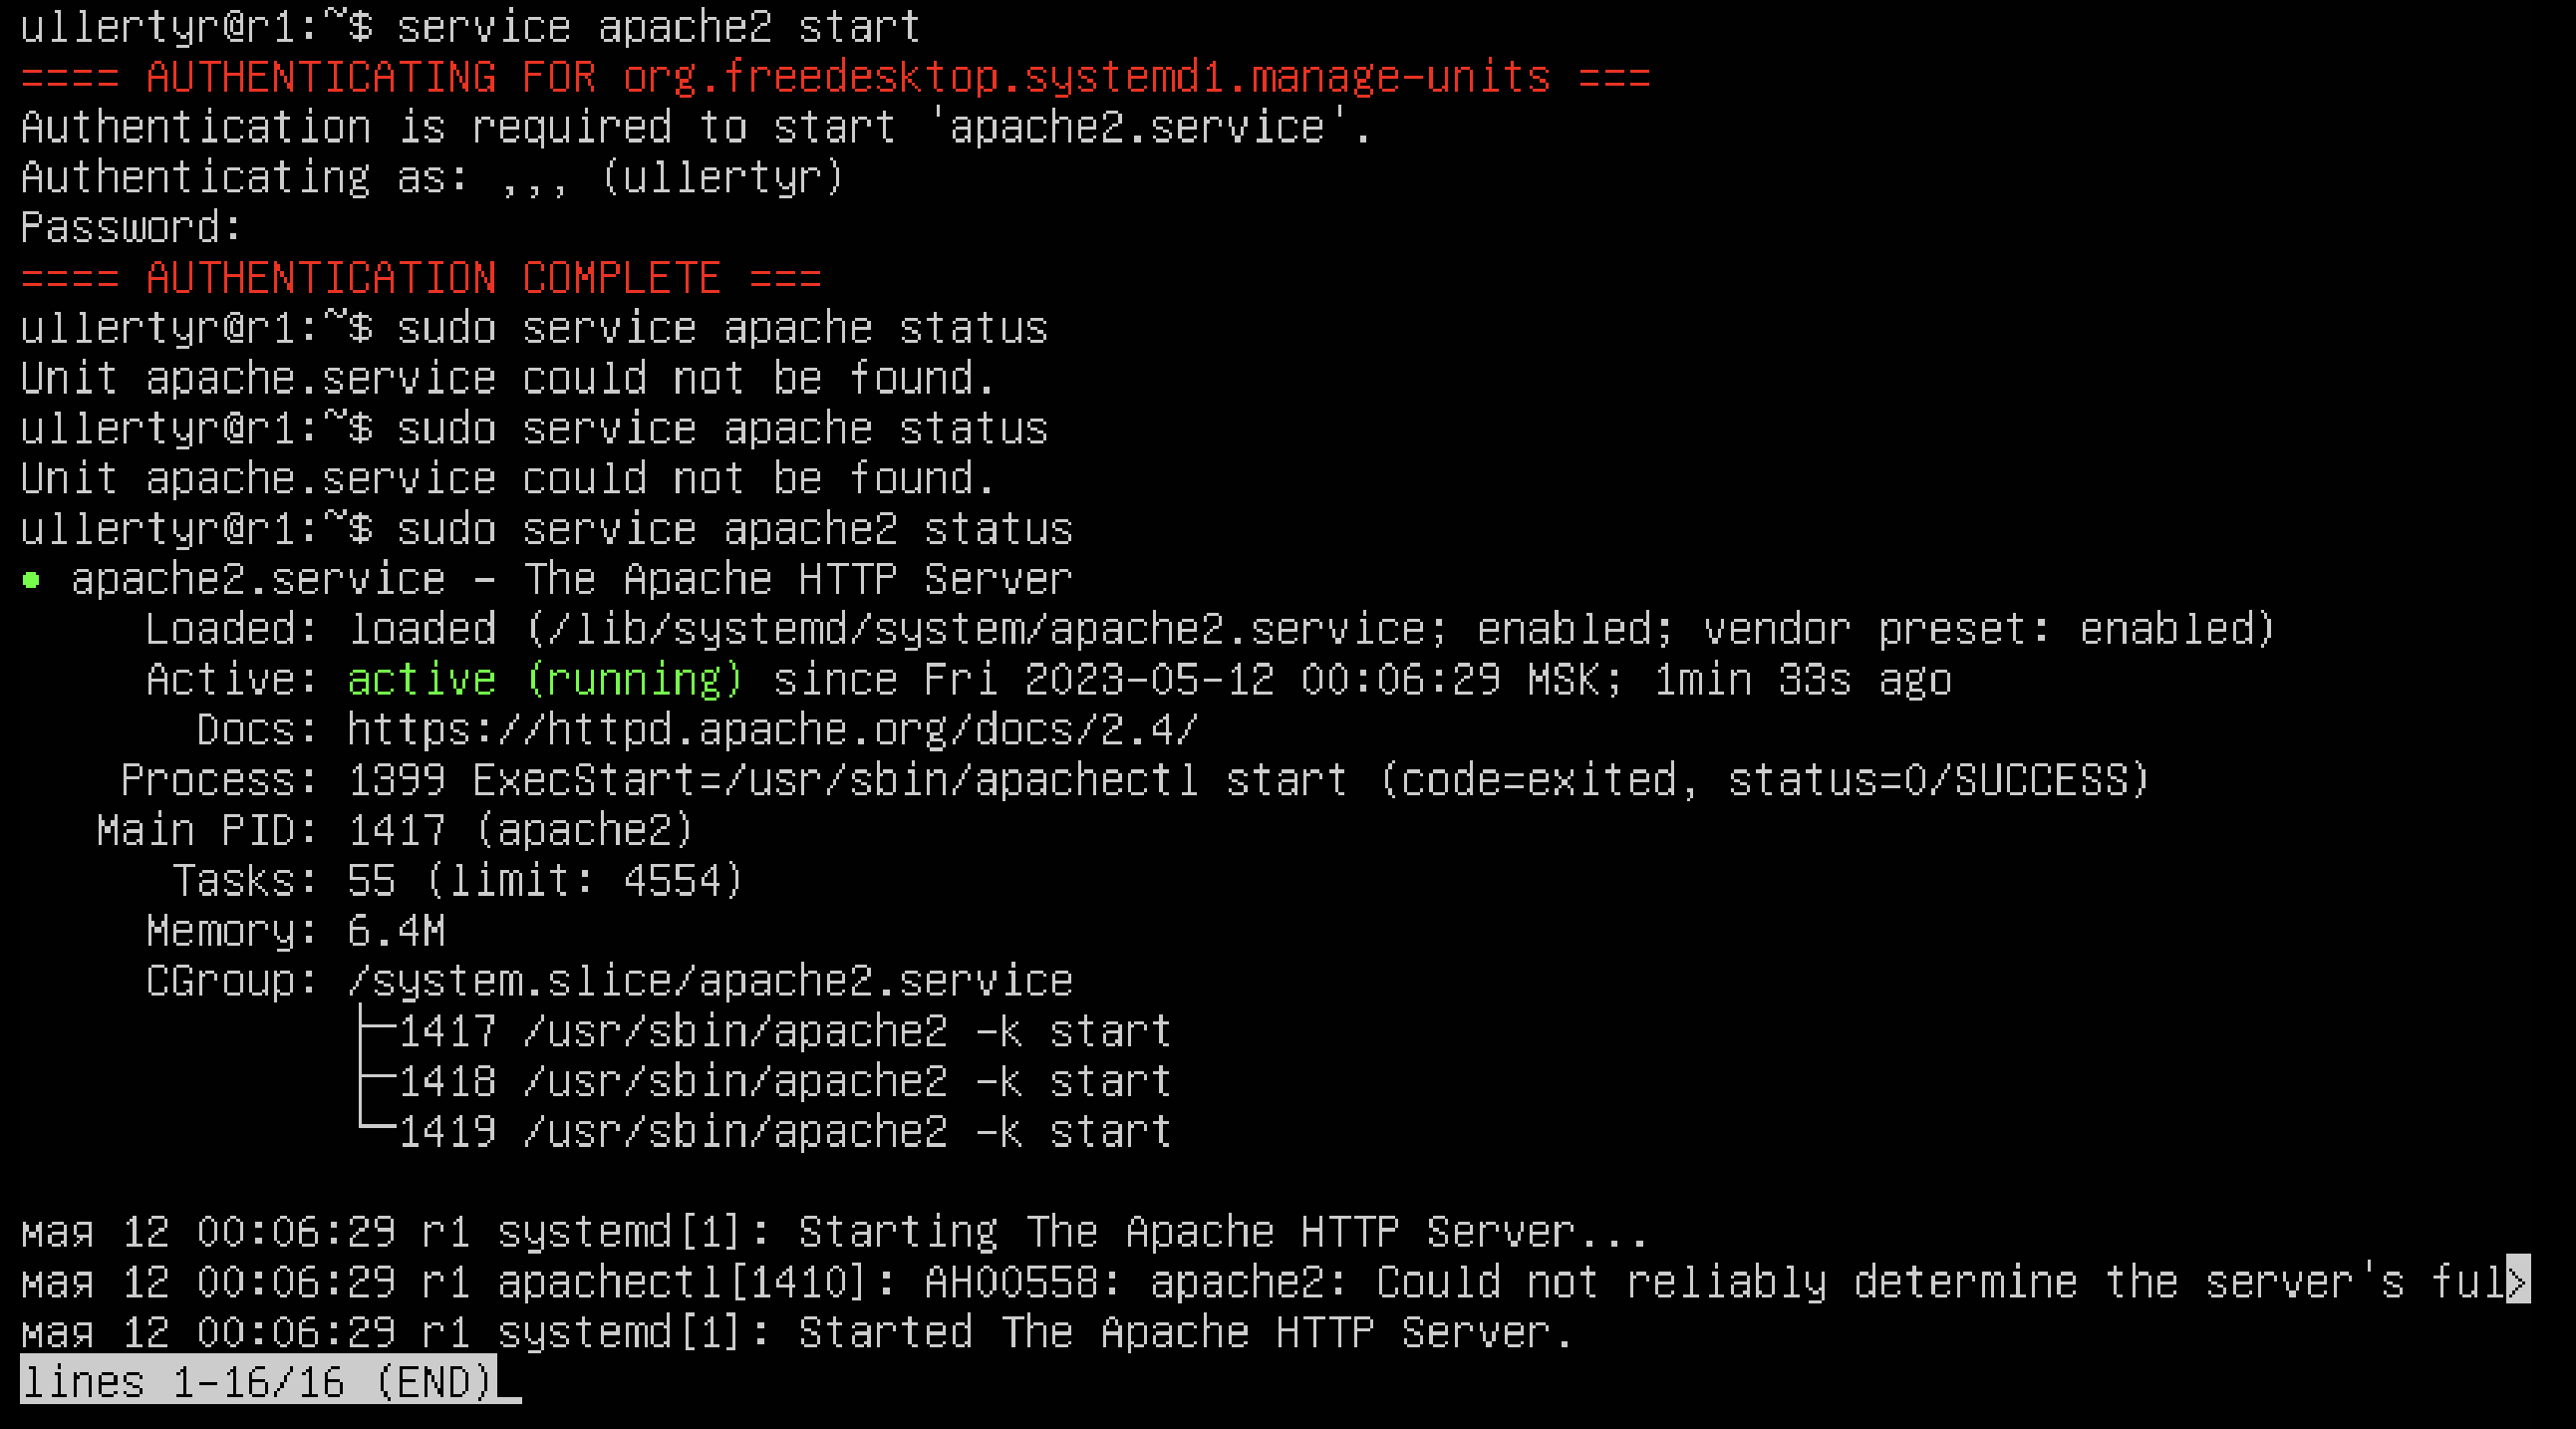 ullertyr@r1:~$ service apache2 start
==== AUTHENTICATING FOR org.freedesktop.systemd1.manage-units ===
Authentication is required to start 'apache2.service'.
Authenticating as: ,,, (ullertyr)
Password:
==== AUTHENTICATION COMPLETE ===
ullertyr@r1:~$ sudo service apache status
Unit apache.service could not be found.
ullertyr@r1:~$ sudo service apache status
Unit apache.service could not be found.
ullertyr@r1:~$ sudo service apache2 status
● apache2.service - The Apache HTTP Server
Loaded: loaded (/lib/systemd/system/apache2.service; enabled; vendor preset: enabled)
Active: active (running) since Fri 2023-05-12 00:06:29 MSK; 1min 33s ago
Docs: https://httpd.apache.org/docs/2.4/
Process: 1399 ExecStart=/usr/sbin/apachectl start (code=exited, status=0/SUCCESS)
Main PID: 1417 (apache2)
Tasks: 55 (limit: 4554)
Memory: 6.4M
CGroup: /system.slice/apache2.service
├─1417 /usr/sbin/apache2 -k start
├─1418 /usr/sbin/apache2 -k start
└─1419 /usr/sbin/apache2 -k start
мая 12 00:06:29 r1 systemd[1]: Starting The Apache HTTP Server...
мая 12 00:06:29 r1 apachectl[1410]: AH00558: apache2: Could not reliably determine the server's ful>
мая 12 00:06:29 r1 systemd[1]: Started The Apache HTTP Server.
lines 1-16/16 (END)